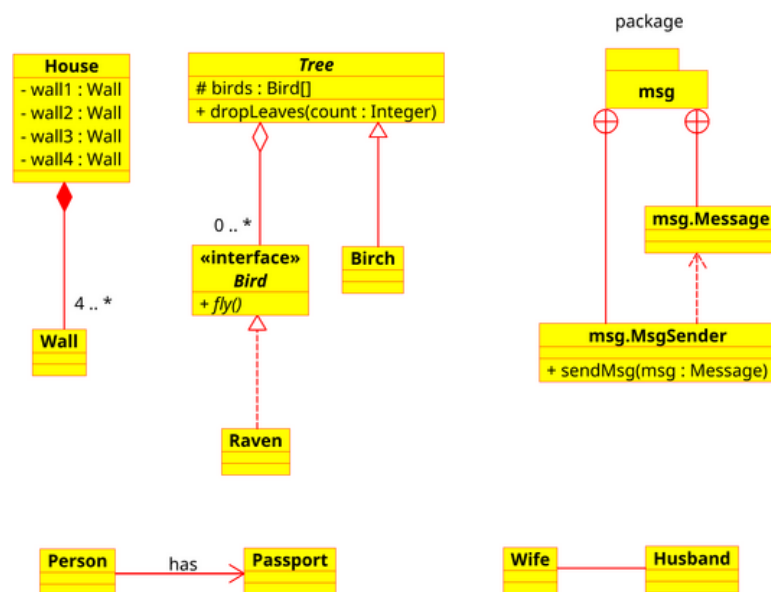 package
House
- wall1 : Wall
- wall2 : Wall
- wall3 : Wall
- wall4 : Wall
4 .. *
Wall
Tree
# birds : Bird[]
+ dropLeaves(count : Integer)
0 .. *
«interface»
Bird
+ fly()
Birch
Raven
msg
msg.Message
msg.MsgSender
+ sendMsg(msg : Message)
Person
has
Passport
Wife
Husband